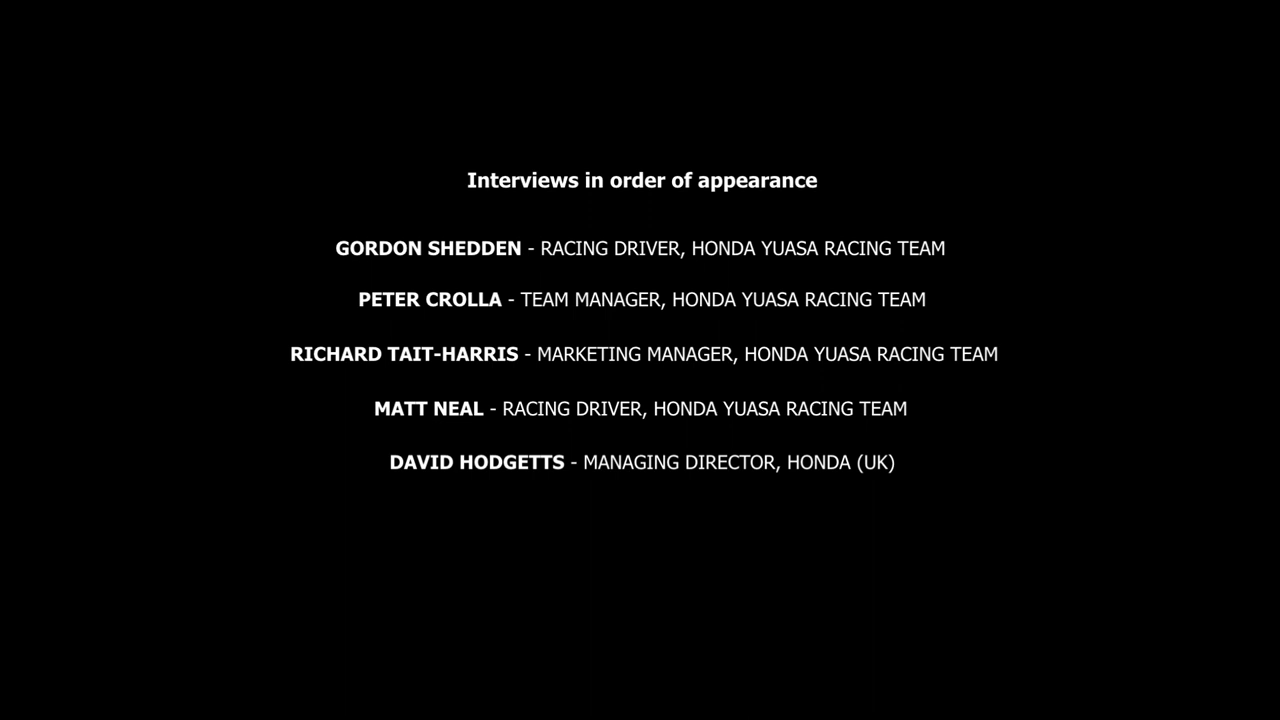 Interviews in order of appearance
GORDON SHEDDEN - RACING DRIVER, HONDA YUASA RACING TEAM
PETER CROLLA - TEAM MANAGER, HONDA YUASA RACING TEAM
RICHARD TAIT-HARRIS - MARKETING MANAGER, HONDA YUASA RACING TEAM
MATT NEAL - RACING DRIVER, HONDA YUASA RACING TEAM
DAVID HODGETTS - MANAGING DIRECTOR, HONDA (UK)